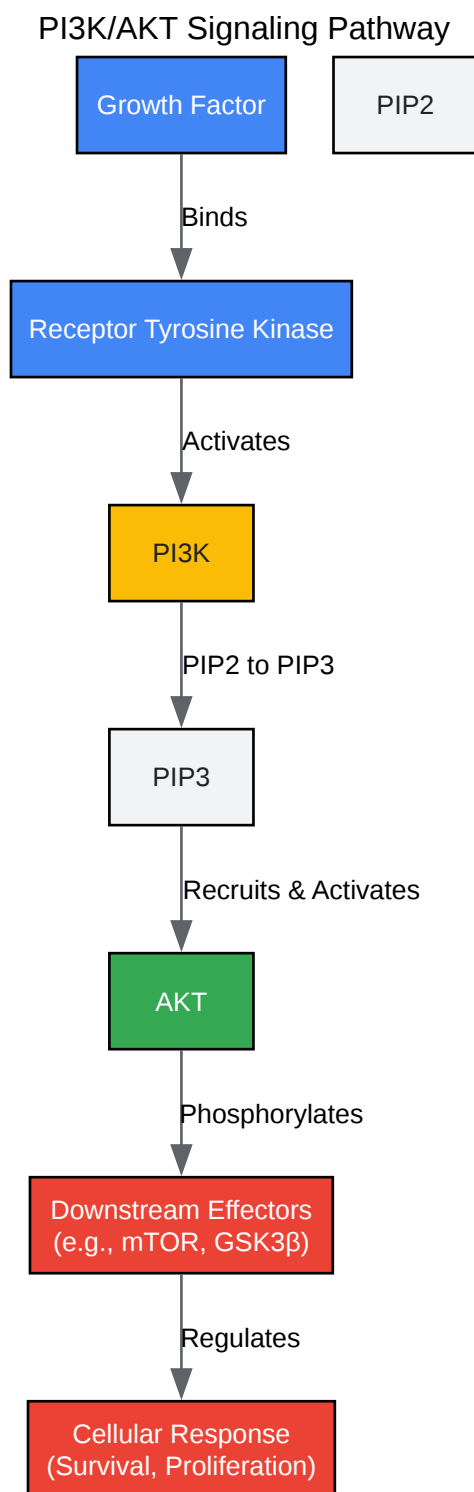 PI3K/AKT Signaling Pathway
Growth Factor
PIP2
Binds
Receptor Tyrosine Kinase
Activates
PI3K
PIP2 to PIP3
PIP3
Recruits & Activates
AKT
Phosphorylates
Downstream Effectors
(e.g., mTOR, GSK3β)
Regulates
Cellular Response
(Survival, Proliferation)